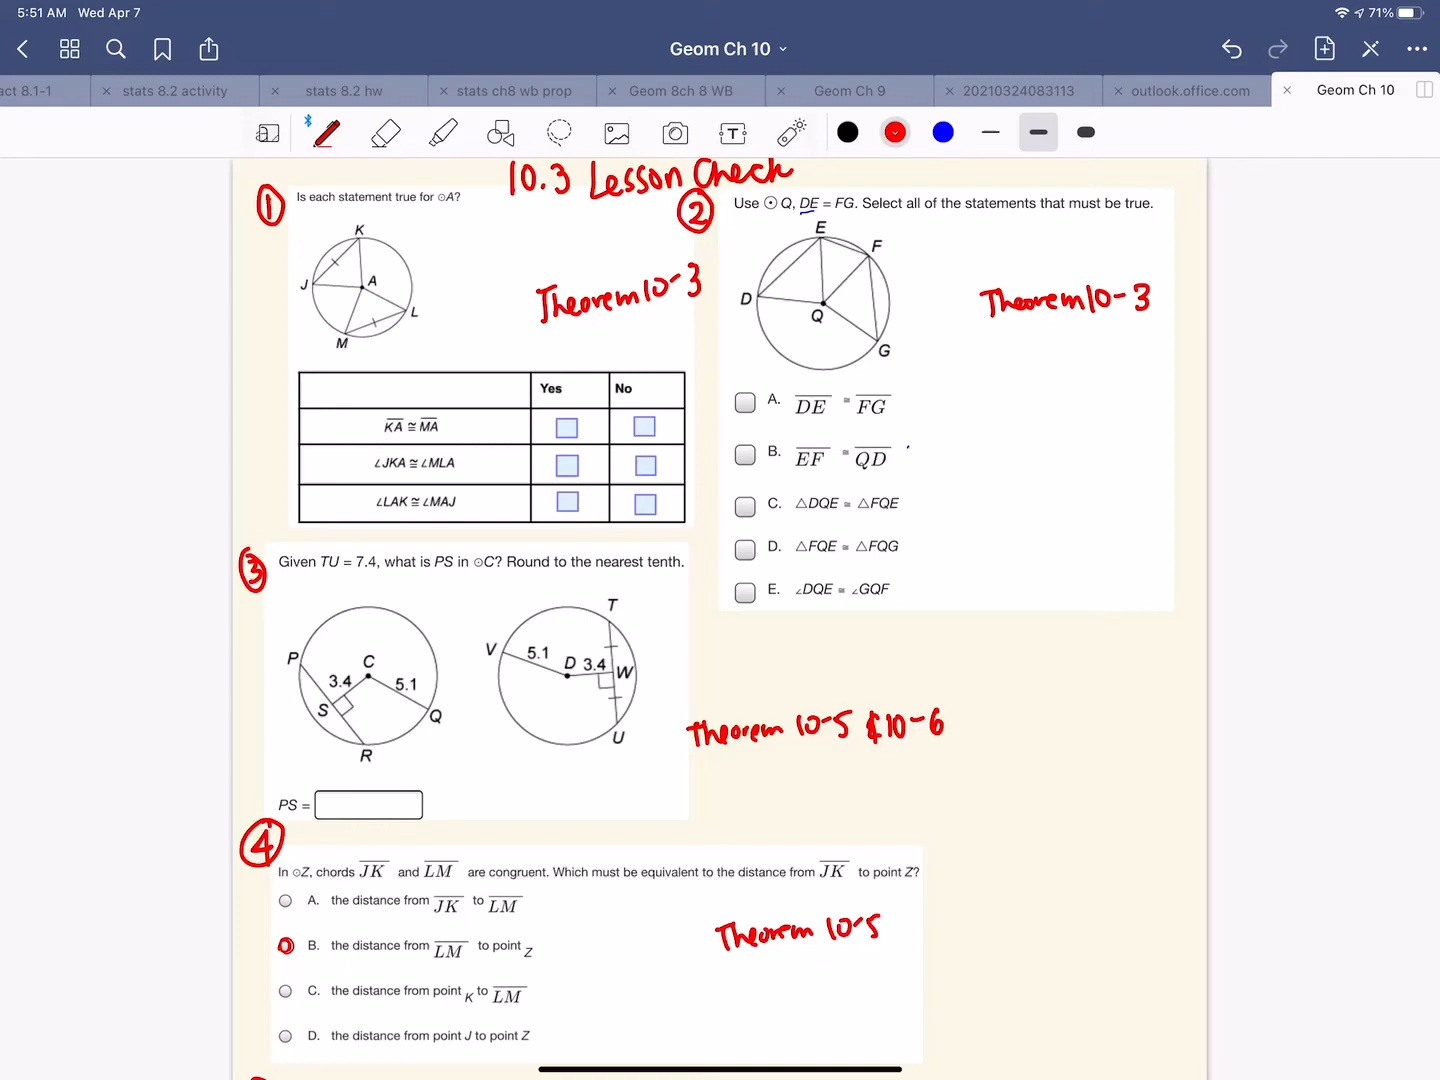 5:51 AM Wed Apr 7
71%
Geom Ch 10
act 8.1-1
stats 8.2 activity
stats 8.2 hw
stats ch8 wb prop
Geom 8ch 8 WB
Geom Ch 9
20210324083113
outlook.office.com
Geom Ch 10
10.3 Lesson Check
① Is each statement true for ⊙A?
K
J
A
L
M
Theorem 10-3
Yes No
KA ≅ MA
∠JKA ≅ ∠MLA
∠LAK ≅ ∠MAJ
② Use ⊙ Q, DE = FG. Select all of the statements that must be true.
E
F
D
Q
G
Theorem 10-3
A. DE ≅ FG
B. EF ≅ QD
C. △DQE ≅ △FQE
D. △FQE ≅ △FQG
E. ∠DQE ≅ ∠GQF
③ Given TU = 7.4, what is PS in ⊙C? Round to the nearest tenth.
P
C
3.4
5.1
S
Q
R
T
V
5.1
D
3.4
W
U
Theorem 10-5 & 10-6
PS =
④ In ⊙Z, chords JK and LM are congruent. Which must be equivalent to the distance from JK to point Z?
A. the distance from JK to LM
B. the distance from LM to point Z
C. the distance from point K to LM
D. the distance from point J to point Z
Theorem 10-5